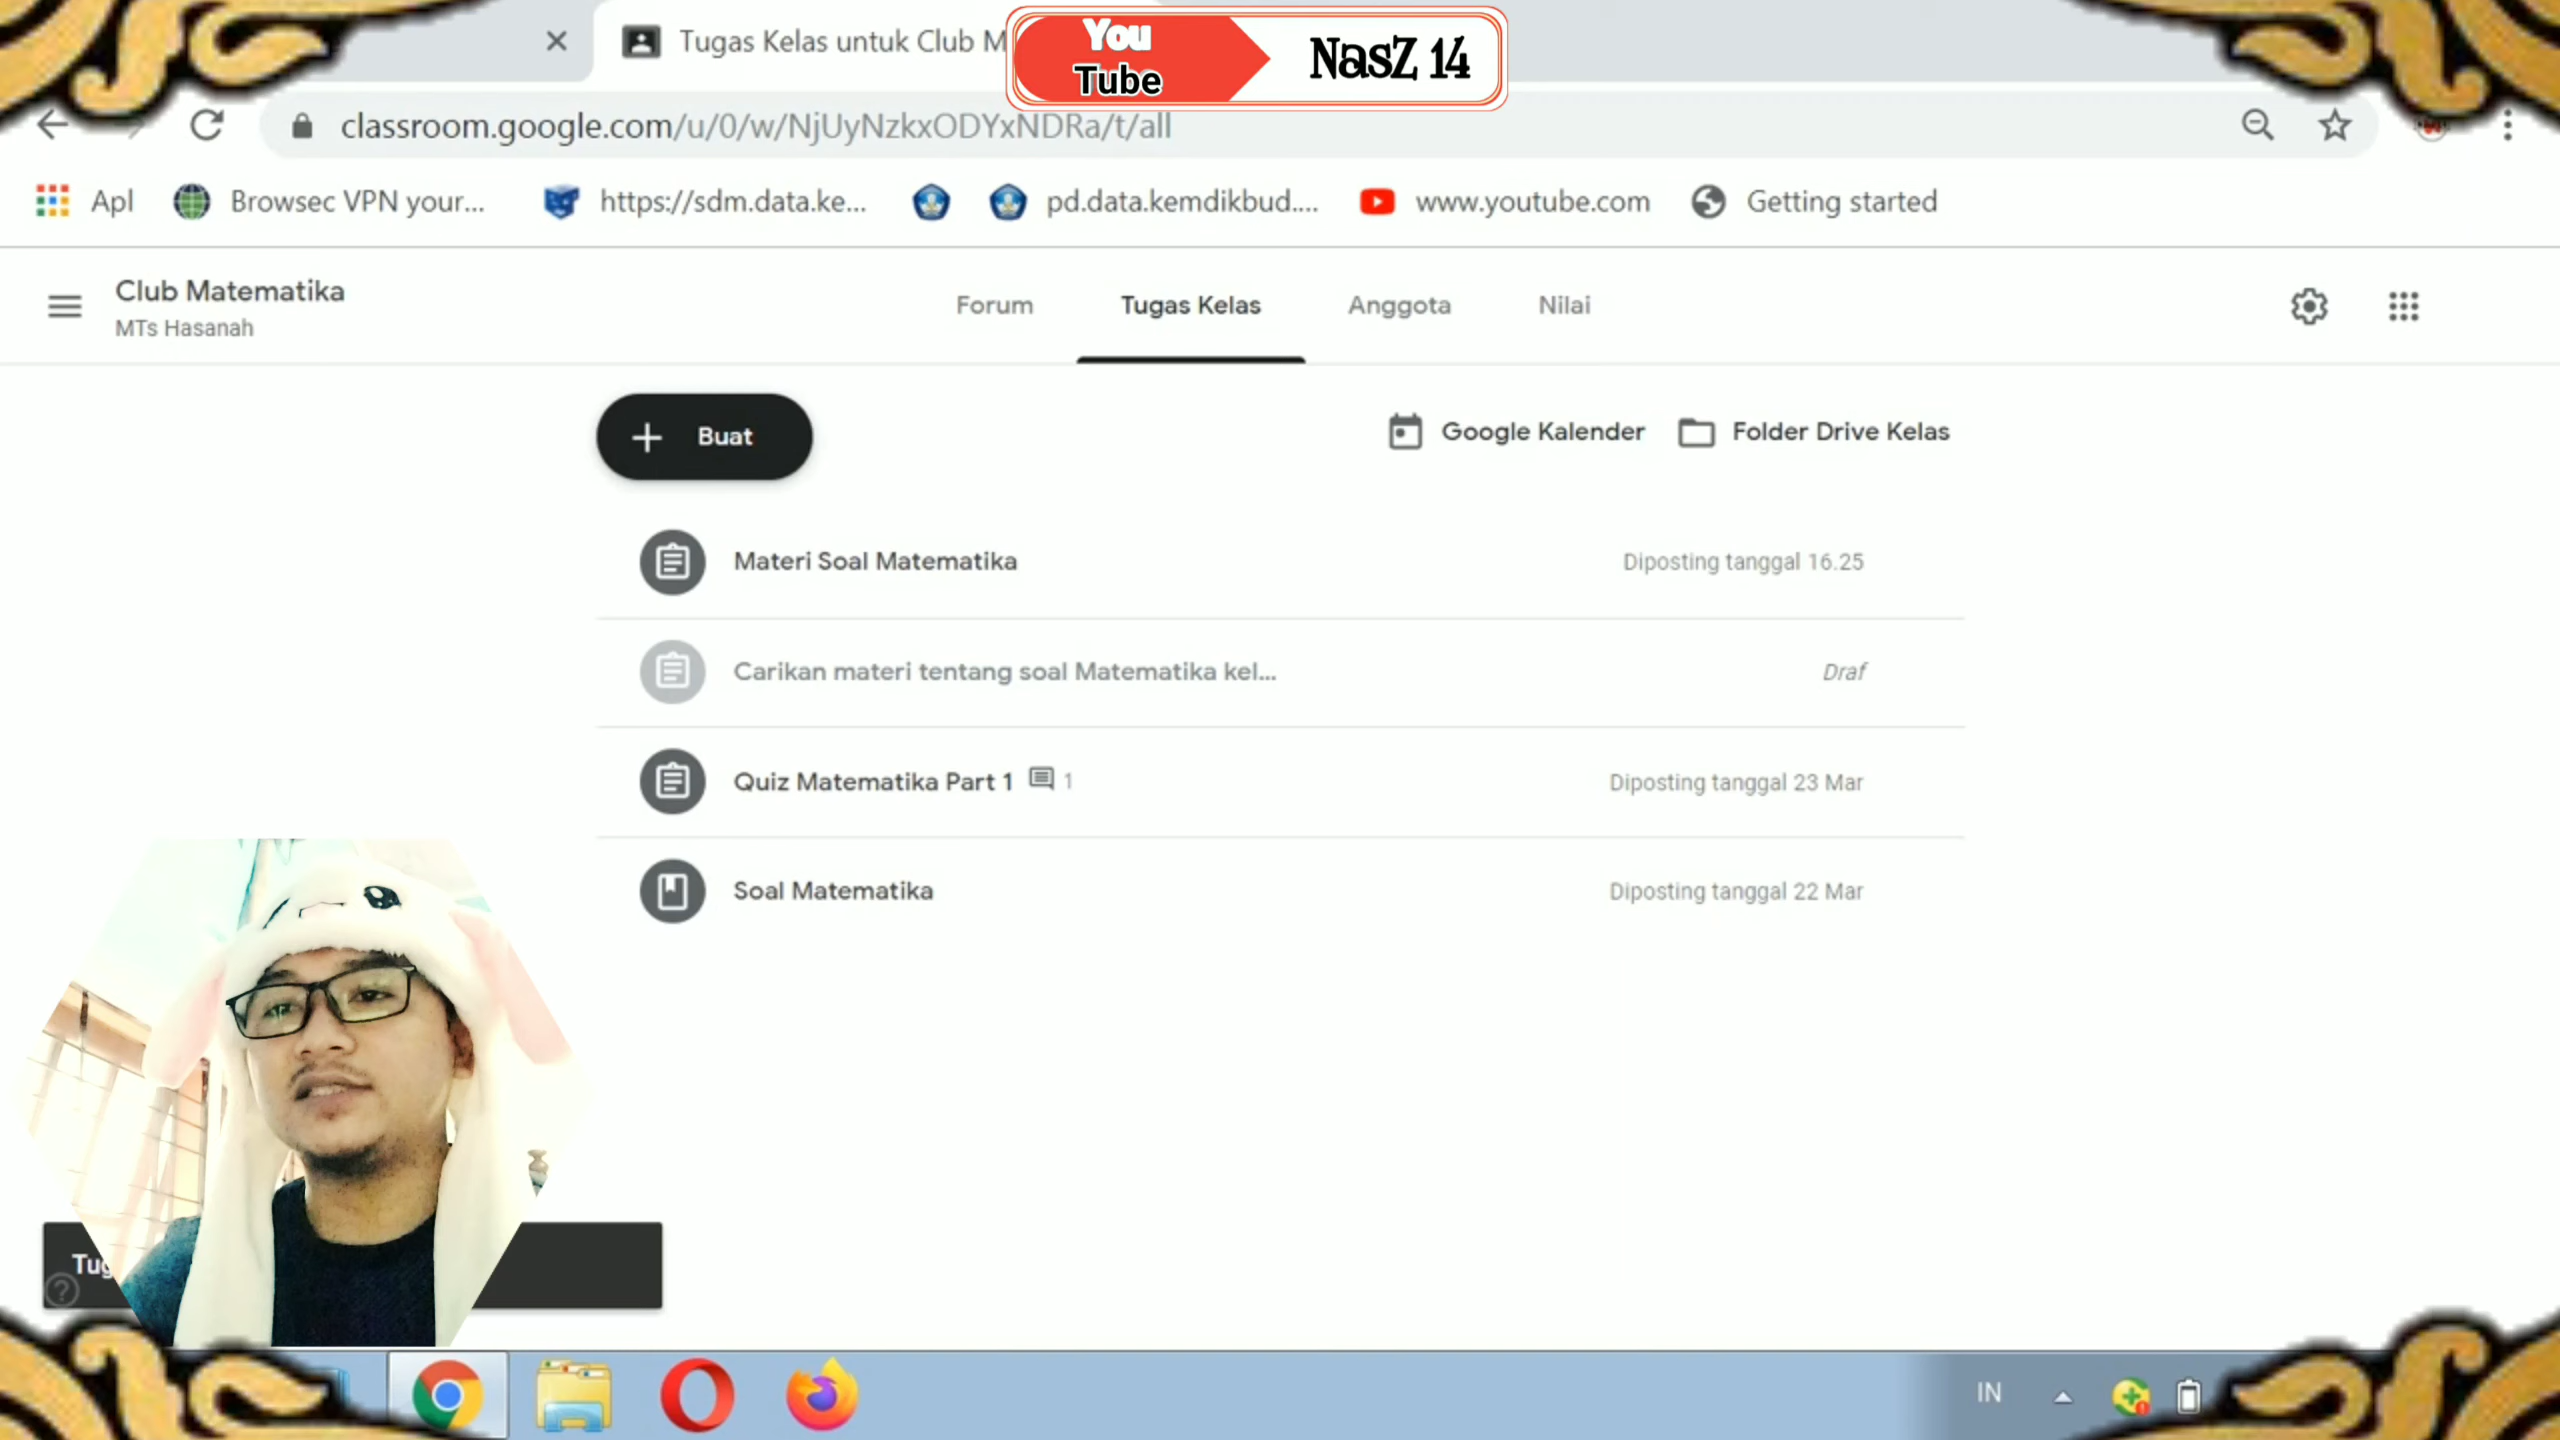 Tugas Kelas untuk Club M
You
Tube
NasZ 14
classroom.google.com/u/0/w/NjUyNzkxODYxNDRa/t/all
Apl
Browsec VPN your...
https://sdm.data.ke...
pd.data.kemdikbud....
www.youtube.com
Getting started
Club Matematika
MTs Hasanah
Forum
Tugas Kelas
Anggota
Nilai
Buat
Google Kalender
Folder Drive Kelas
Materi Soal Matematika
Diposting tanggal 16.25
Carikan materi tentang soal Matematika kel...
Draf
Quiz Matematika Part 1
1
Diposting tanggal 23 Mar
Soal Matematika
Diposting tanggal 22 Mar
IN